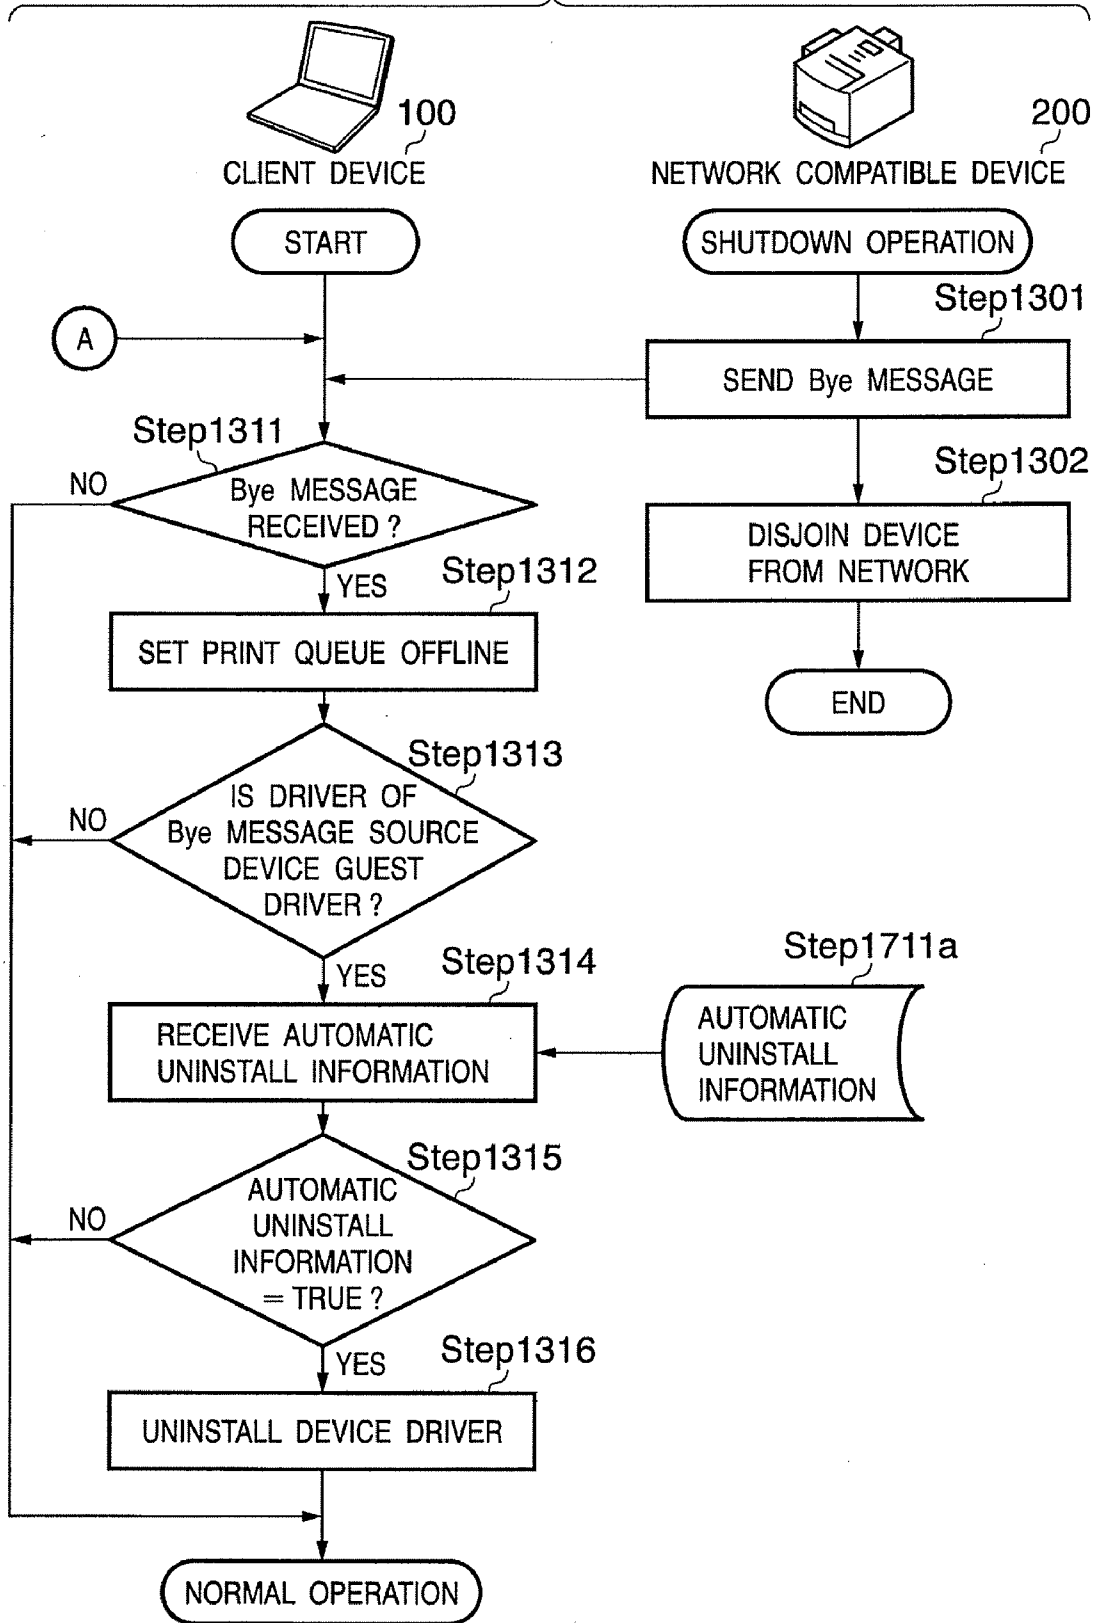 100
CLIENT DEVICE
200
NETWORK COMPATIBLE DEVICE
START
SHUTDOWN OPERATION
A
Step1301
SEND Bye MESSAGE
Step1302
DISJOIN DEVICE
FROM NETWORK
END
Step1311
NO
Bye MESSAGE
RECEIVED ?
YES
Step1312
SET PRINT QUEUE OFFLINE
Step1313
NO
IS DRIVER OF
Bye MESSAGE SOURCE
DEVICE GUEST
DRIVER ?
YES
Step1314
RECEIVE AUTOMATIC
UNINSTALL INFORMATION
Step1711a
AUTOMATIC
UNINSTALL
INFORMATION
Step1315
NO
AUTOMATIC
UNINSTALL
INFORMATION
= TRUE ?
YES
Step1316
UNINSTALL DEVICE DRIVER
NORMAL OPERATION